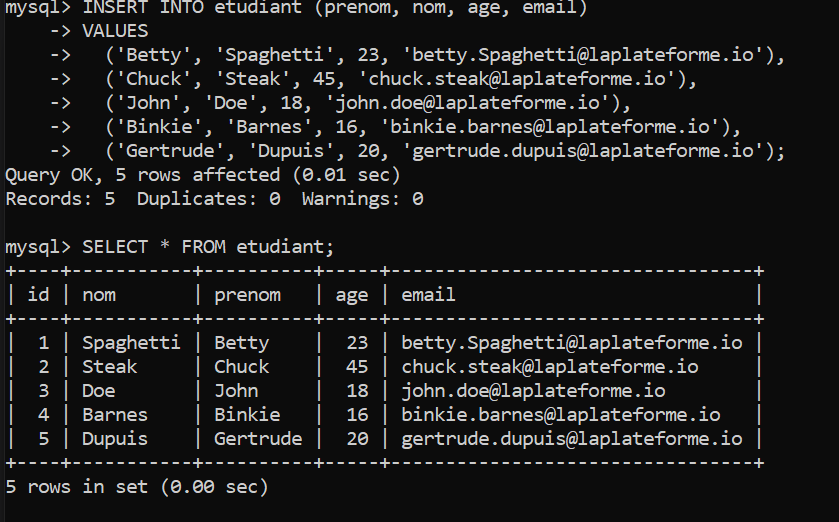 mysql> INSERT INTO etudiant (prenom, nom, age, email)
    -> VALUES
    ->   ('Betty', 'Spaghetti', 23, 'betty.Spaghetti@laplateforme.io'),
    ->   ('Chuck', 'Steak', 45, 'chuck.steak@laplateforme.io'),
    ->   ('John', 'Doe', 18, 'john.doe@laplateforme.io'),
    ->   ('Binkie', 'Barnes', 16, 'binkie.barnes@laplateforme.io'),
    ->   ('Gertrude', 'Dupuis', 20, 'gertrude.dupuis@laplateforme.io');
Query OK, 5 rows affected (0.01 sec)
Records: 5  Duplicates: 0  Warnings: 0

mysql> SELECT * FROM etudiant;
+----+-----------+----------+-----+---------------------------------+
| id | nom       | prenom   | age | email                           |
+----+-----------+----------+-----+---------------------------------+
|  1 | Spaghetti | Betty    |  23 | betty.Spaghetti@laplateforme.io |
|  2 | Steak     | Chuck    |  45 | chuck.steak@laplateforme.io     |
|  3 | Doe       | John     |  18 | john.doe@laplateforme.io        |
|  4 | Barnes    | Binkie   |  16 | binkie.barnes@laplateforme.io   |
|  5 | Dupuis    | Gertrude |  20 | gertrude.dupuis@laplateforme.io |
+----+-----------+----------+-----+---------------------------------+
5 rows in set (0.00 sec)